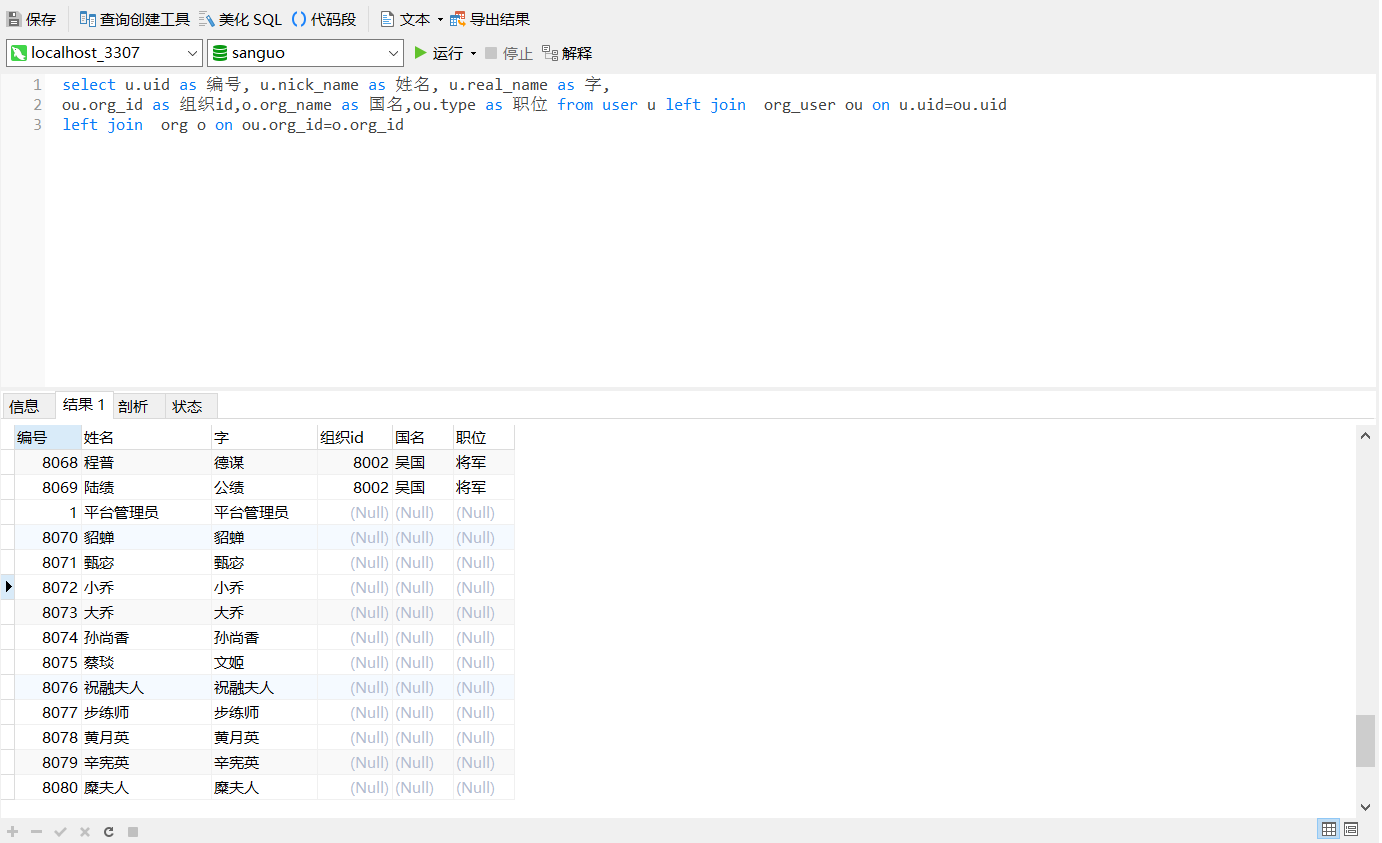 保存 查询创建工具 美化 SQL () 代码段 文本 导出结果
localhost_3307 sanguo 运行 停止 解释
1 select u.uid as 编号, u.nick_name as 姓名, u.real_name as 字,
2 ou.org_id as 组织id,o.org_name as 国名,ou.type as 职位 from user u left join  org_user ou on u.uid=ou.uid
3 left join  org o on ou.org_id=o.org_id
信息 结果 1 剖析 状态
编号 姓名 字 组织id 国名 职位
8068 程普 德谋 8002 吴国 将军
8069 陆绩 公绩 8002 吴国 将军
1 平台管理员 平台管理员 (Null) (Null) (Null)
8070 貂蝉 貂蝉 (Null) (Null) (Null)
8071 甄宓 甄宓 (Null) (Null) (Null)
8072 小乔 小乔 (Null) (Null) (Null)
8073 大乔 大乔 (Null) (Null) (Null)
8074 孙尚香 孙尚香 (Null) (Null) (Null)
8075 蔡琰 文姬 (Null) (Null) (Null)
8076 祝融夫人 祝融夫人 (Null) (Null) (Null)
8077 步练师 步练师 (Null) (Null) (Null)
8078 黄月英 黄月英 (Null) (Null) (Null)
8079 辛宪英 辛宪英 (Null) (Null) (Null)
8080 糜夫人 糜夫人 (Null) (Null) (Null)